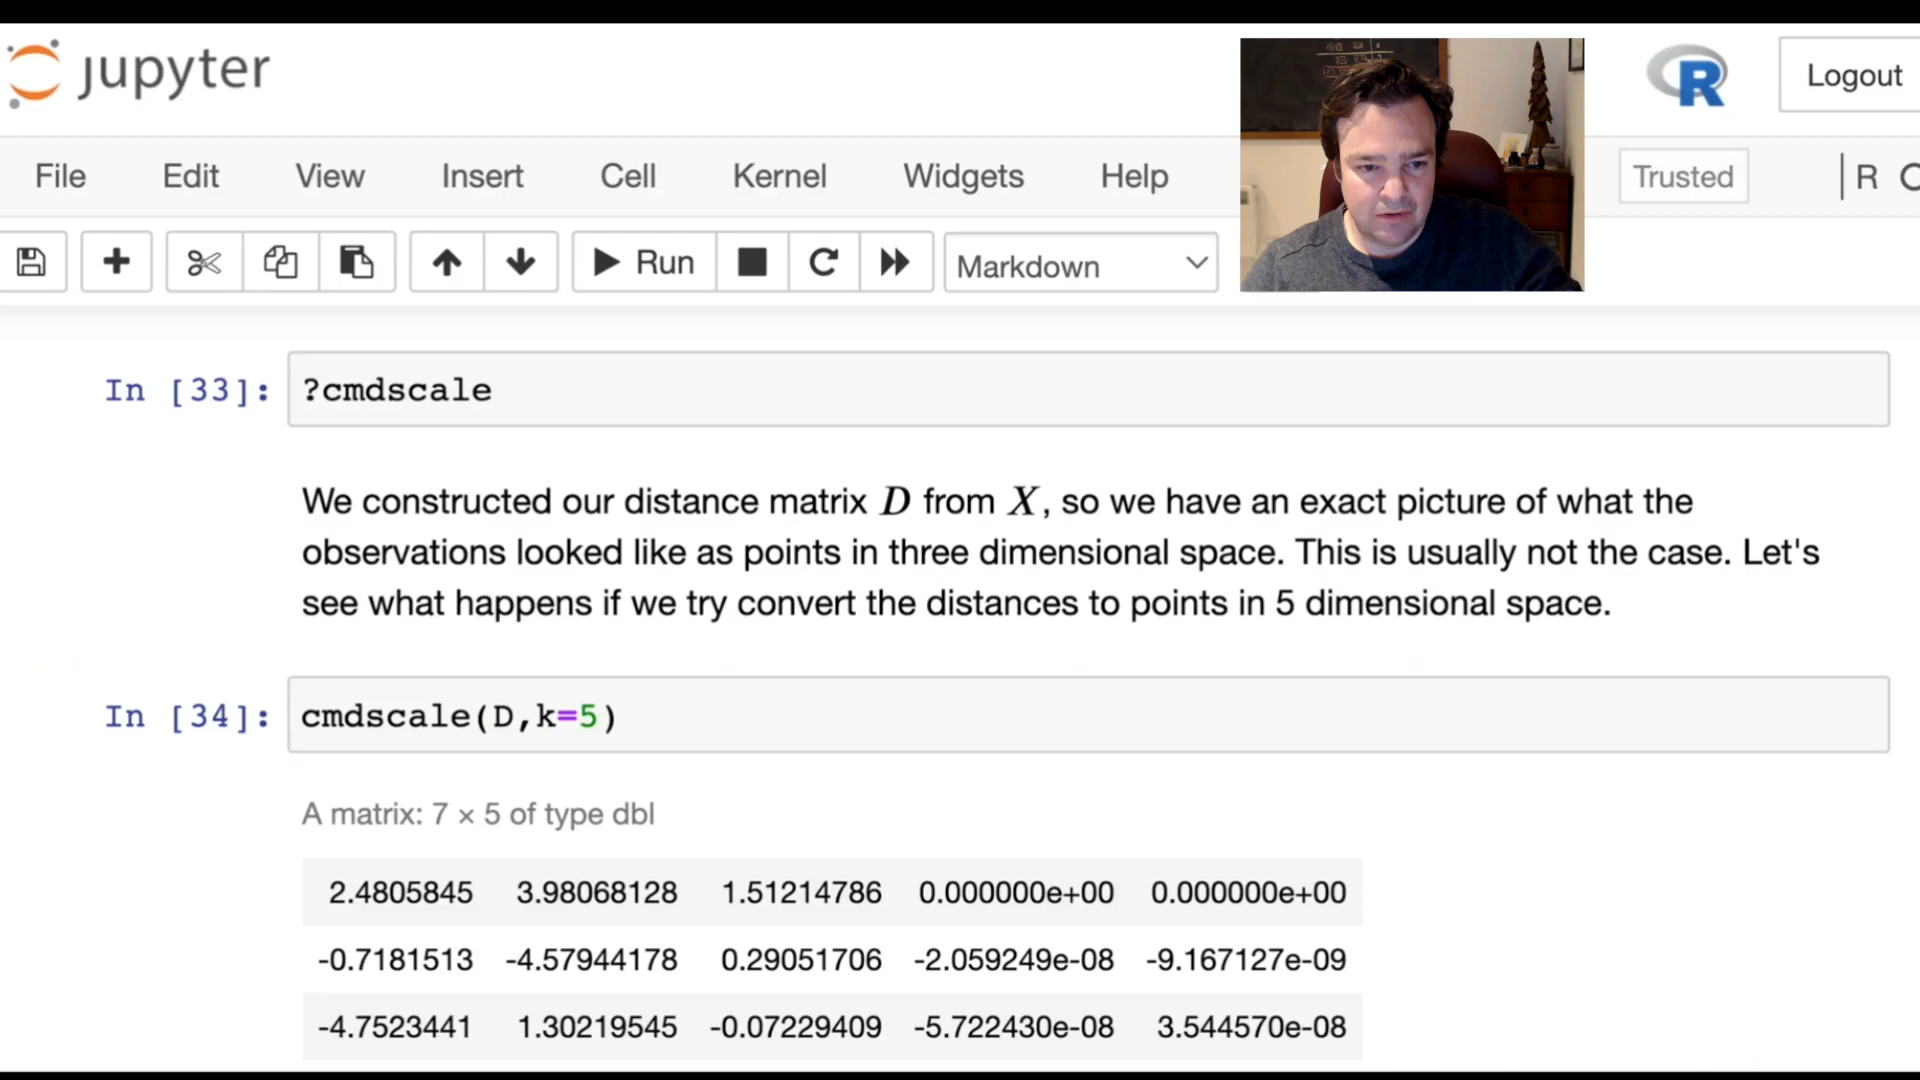 jupyter
R
Logout
File Edit View Insert Cell Kernel Widgets Help
Trusted
R
Run
Markdown
In [33]: ?cmdscale
We constructed our distance matrix D from X, so we have an exact picture of what the
observations looked like as points in three dimensional space. This is usually not the case. Let's
see what happens if we try convert the distances to points in 5 dimensional space.
In [34]: cmdscale(D,k=5)
A matrix: 7 × 5 of type dbl
2.4805845 3.98068128 1.51214786 0.000000e+00 0.000000e+00
-0.7181513 -4.57944178 0.29051706 -2.059249e-08 -9.167127e-09
-4.7523441 1.30219545 -0.07229409 -5.722430e-08 3.544570e-08